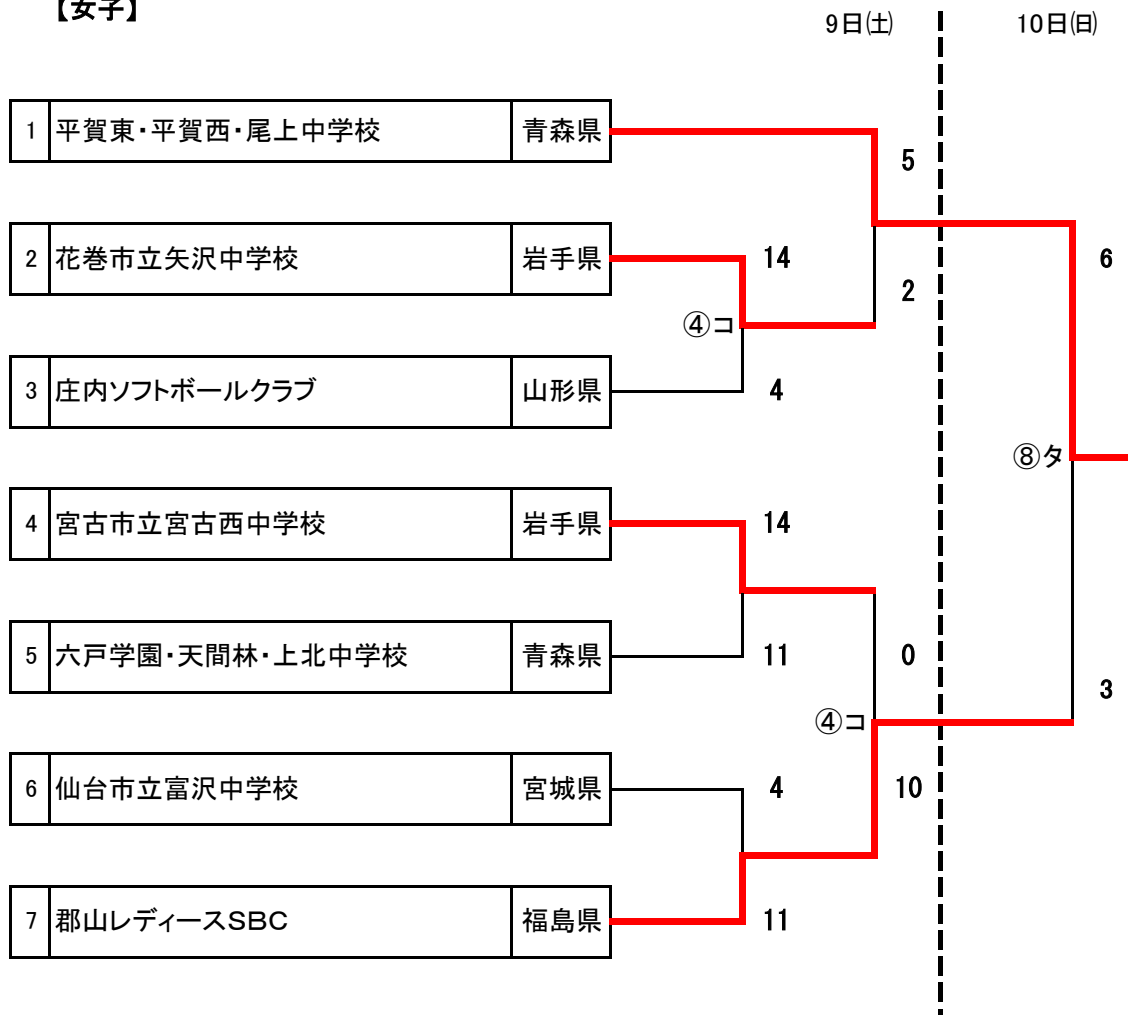 【女子】
9日㈯ 10日㈰
1 平賀東・平賀西・尾上中学校 青森県
5
2 花巻市立矢沢中学校 岩手県 14 6
2
④コ
3 庄内ソフトボールクラブ 山形県 4
⑧タ
4 宮古市立宮古西中学校 岩手県 14
5 六戸学園・天間林・上北中学校 青森県 11 0
3
④コ
6 仙台市立富沢中学校 宮城県 4 10
7 郡山レディースSBC 福島県 11